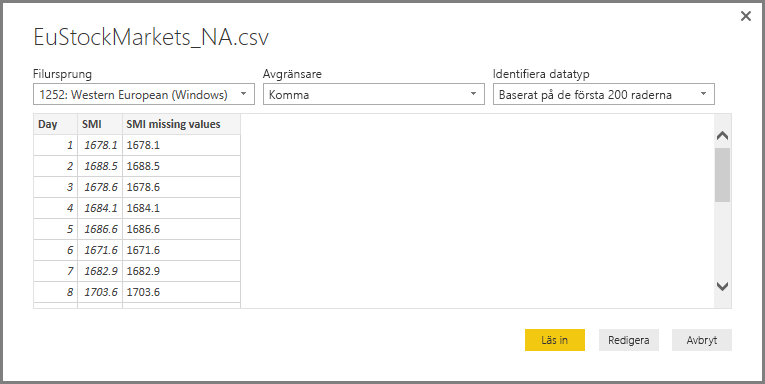 EuStockMarkets_NA.csv
Filursprung Avgränsare Identifiera datatyp
1252: Western European (Windows) Komma Baserat på de första 200 raderna
Day SMI SMI missing values
1 1678.1 1678.1
2 1688.5 1688.5
3 1678.6 1678.6
4 1684.1 1684.1
5 1686.6 1686.6
6 1671.6 1671.6
7 1682.9 1682.9
8 1703.6 1703.6
Läs in Redigera Avbryt